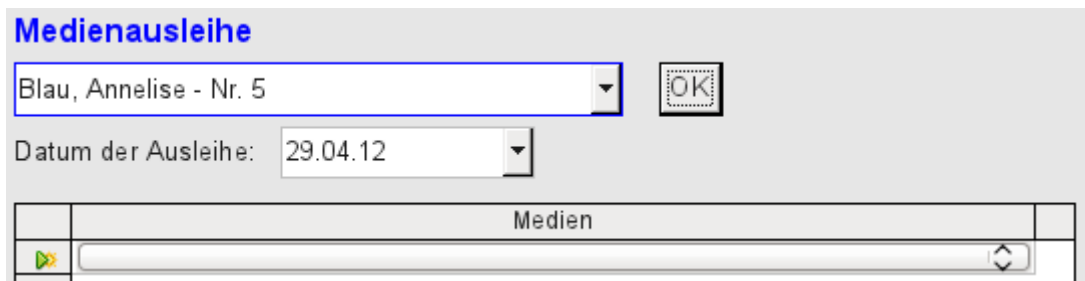 Medienausleihe
Blau, Annelise - Nr. 5 OK
Datum der Ausleihe: 29.04.12
Medien